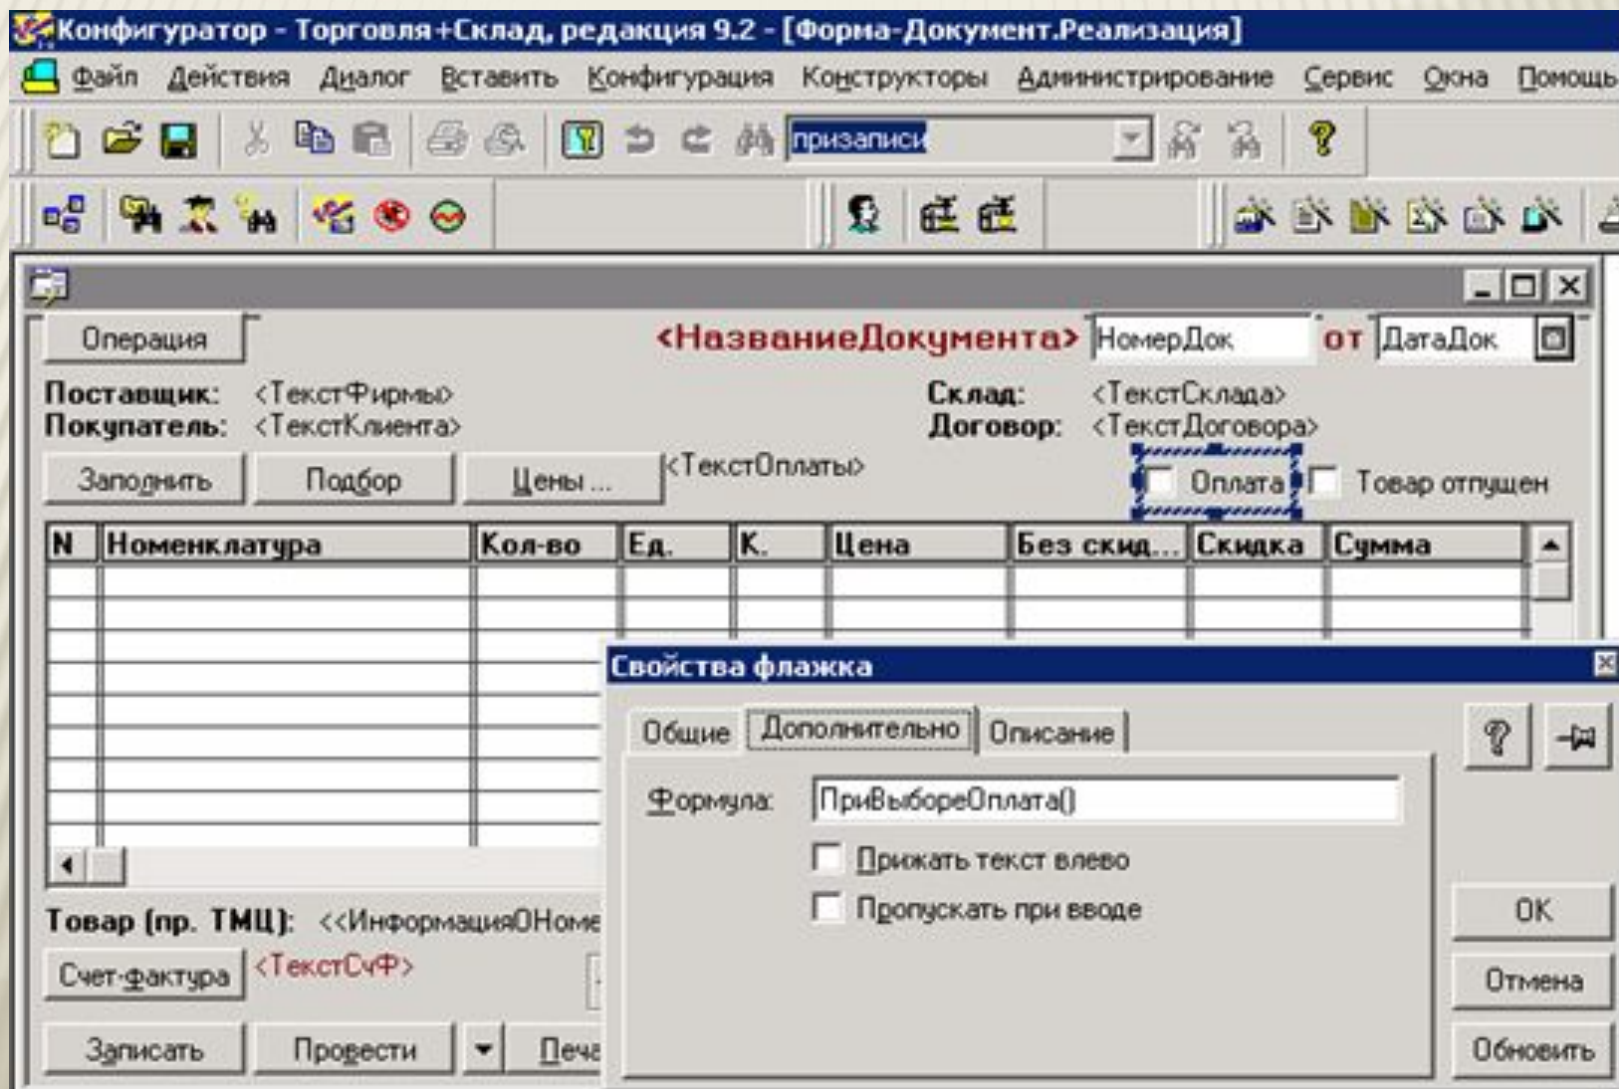 Конфигуратор - Торговля+Склад, редакция 9.2 - [Форма-Документ.Реализация]
Файл Действия Диалог Вставить Конфигурация Конструкторы Администрирование Сервис Окна Помощь
призаписи
Операция <НазваниеДокумента> НомерДок от ДатаДок
Поставщик: <ТекстФирмы> Склад: <ТекстСклада>
Покупатель: <ТекстКлиента> Договор: <ТекстДоговора>
Заполнить Подбор Цены ... <ТекстОплаты> Оплата Товар отпущен
N Номенклатура Кол-во Ед. К. Цена Без скид... Скидка Сумма
Свойства флажка
Общие Дополнительно Описание
Формула: ПриВыбореОплата()
Прижать текст влево
Пропускать при вводе
OK
Отмена
Обновить
Товар (пр. ТМЦ): <<ИнформацияОНоме
Счет-фактура <ТекстСчФ>
Записать Провести Печа